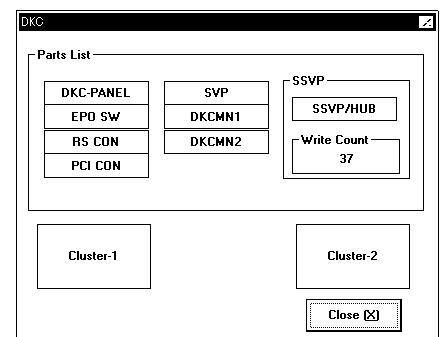 DKC
Parts List
DKC-PANEL
EPO SW
RS CON
PCI CON
SVP
DKCMN1
DKCMN2
SSVP
SSVP/HUB
Write Count
37
Cluster-1
Cluster-2
Close (X)